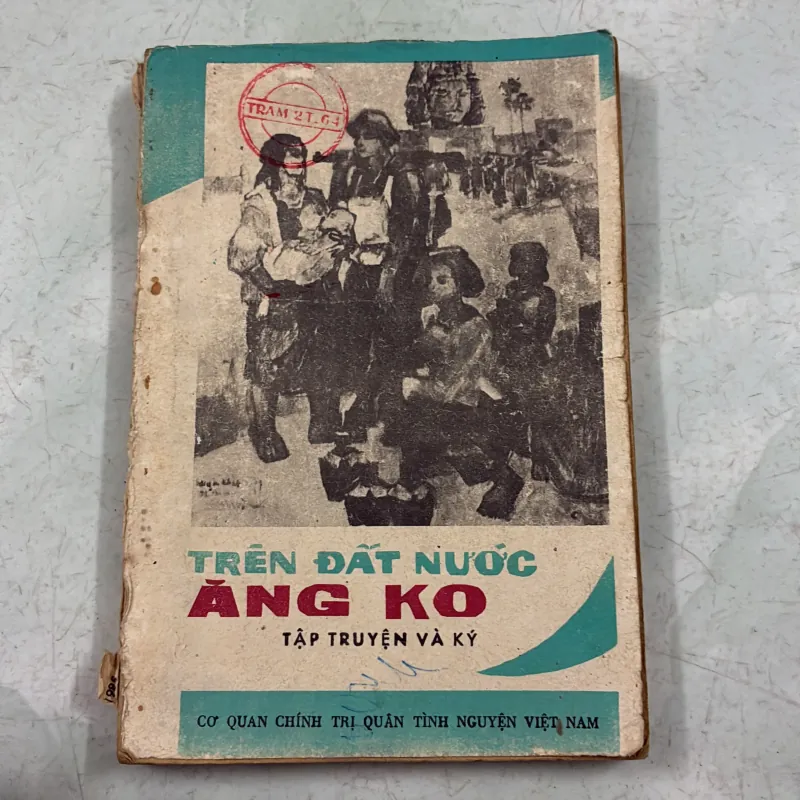 TRAM 2T. 64
TRÊN ĐẤT NƯỚC
ĂNG KO
TẬP TRUYỆN VÀ KÝ
CƠ QUAN CHÍNH TRỊ QUÂN TÌNH NGUYỆN VIỆT NAM